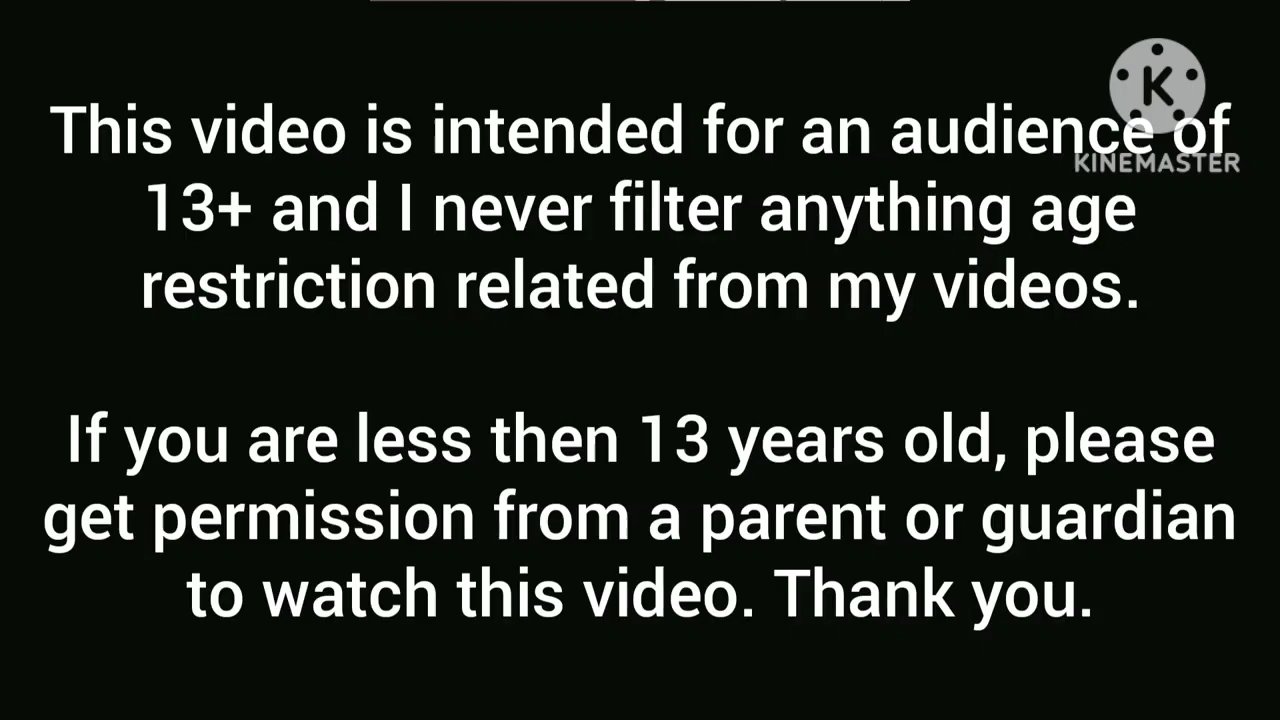 This video is intended for an audience of
KINEMASTER
13+ and I never filter anything age
restriction related from my videos.
If you are less then 13 years old, please
get permission from a parent or guardian
to watch this video. Thank you.